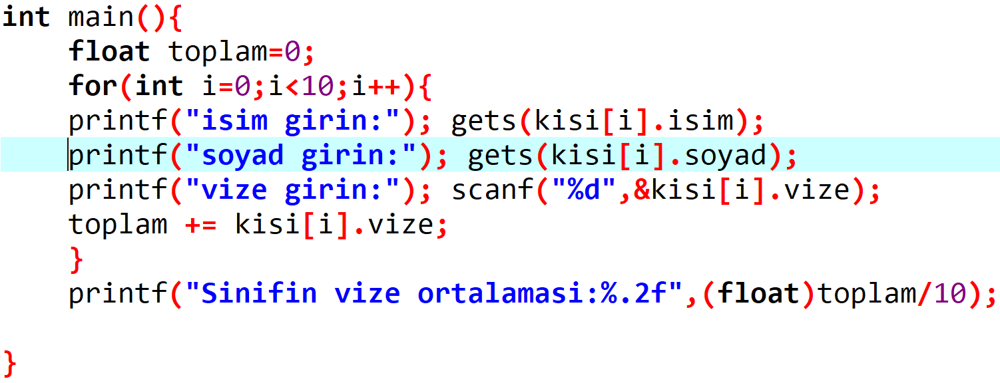 int main(){
float toplam=0;
for(int i=0;i<10;i++){
printf("isim girin:"); gets(kisi[i].isim);
printf("soyad girin:"); gets(kisi[i].soyad);
printf("vize girin:"); scanf("%d",&kisi[i].vize);
toplam += kisi[i].vize;
}
printf("Sinifin vize ortalamasi:%.2f",(float)toplam/10);
}